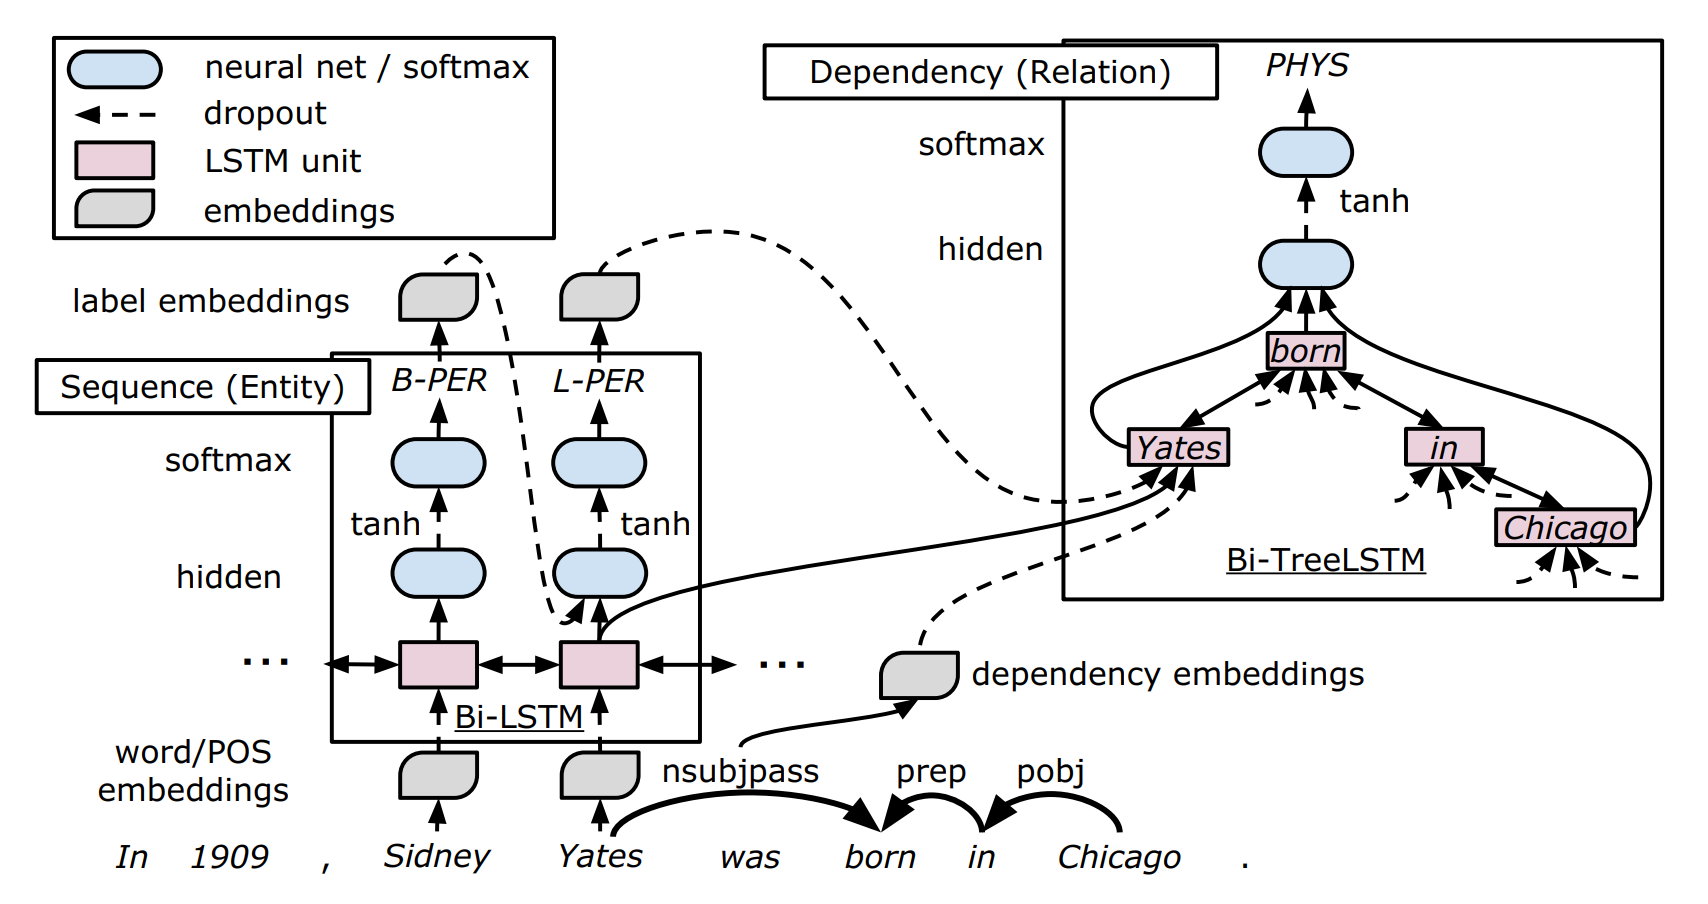 neural net / softmax
dropout
LSTM unit
embeddings
Dependency (Relation)
PHYS
softmax
tanh
hidden
born
Yates
in
Chicago
Bi-TreeLSTM
label embeddings
Sequence (Entity)
B-PER L-PER
softmax
tanh tanh
hidden
... ...
Bi-LSTM
dependency embeddings
word/POS
embeddings
nsubjpass prep pobj
In 1909 , Sidney Yates was born in Chicago .